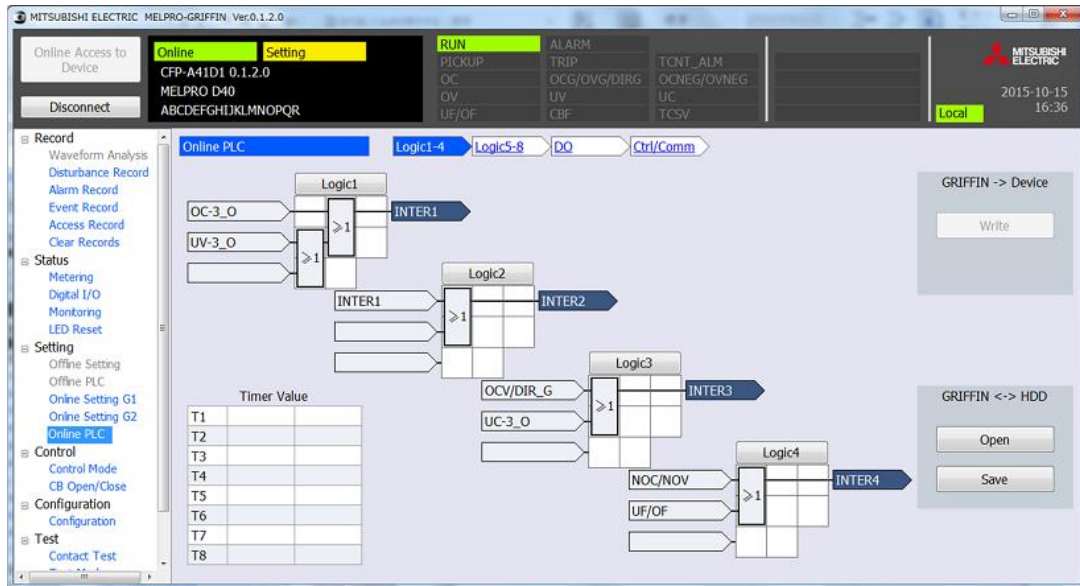 MITSUBISHI ELECTRIC MELPRO-GRIFFIN Ver.0.1.2.0
Online Access to Device
Disconnect
Online Setting
CFP-A41D1 0.1.2.0
MELPRO D40
ABCDEFGHIJKLMNOPQR
RUN ALARM
PICKUP TRIP TCNT_ALM
OC OCG/OVG/DIRG OCNEG/OVNEG
OV UV UC
UF/OF CBF TCSV
MITSUBISHI ELECTRIC
2015-10-15
16:36
Local
Record
Waveform Analysis
Disturbance Record
Alarm Record
Event Record
Access Record
Clear Records
Status
Metering
Digital I/O
Monitoring
LED Reset
Setting
Offline Setting
Offline PLC
Online Setting G1
Online Setting G2
Online PLC
Control
Control Mode
CB Open/Close
Configuration
Configuration
Test
Contact Test
Online PLC
Logic1-4 Logic5-8 DO Ctrl/Comm
Logic1
OC-3_O
UV-3_O
≥1
≥1
INTER1
Logic2
INTER1
≥1
INTER2
Logic3
OCV/DIR_G
UC-3_O
≥1
INTER3
Logic4
NOC/NOV
UF/OF
≥1
INTER4
Timer Value
T1
T2
T3
T4
T5
T6
T7
T8
GRIFFIN -> Device
Write
GRIFFIN <-> HDD
Open
Save